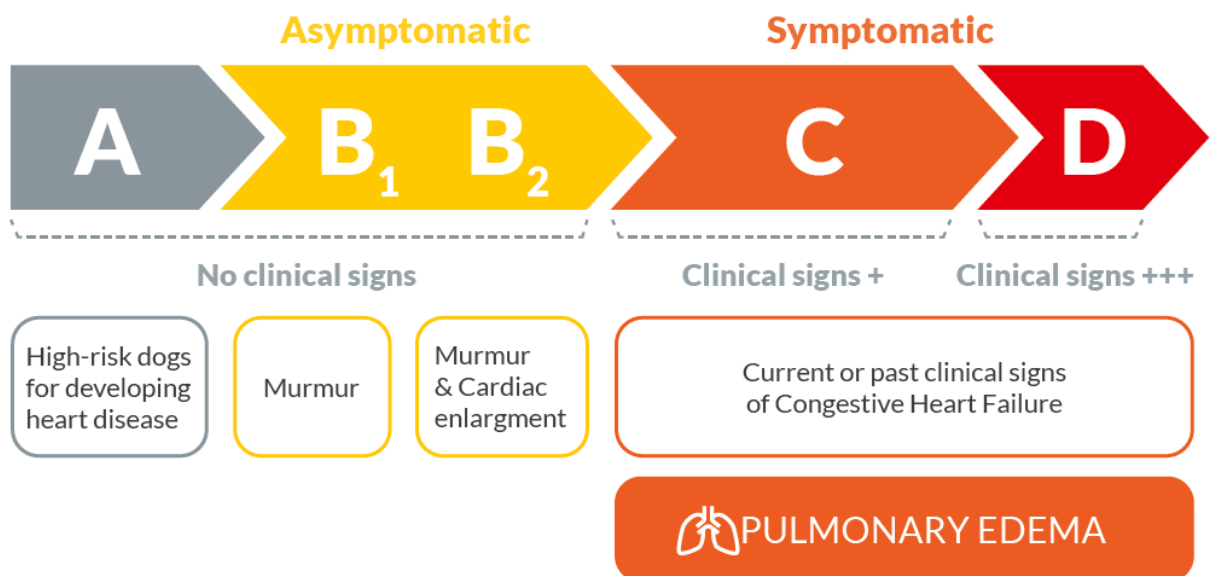 Asymptomatic
Symptomatic
A
B1
B2
C
D
No clinical signs
Clinical signs +
Clinical signs +++
High-risk dogs
for developing
heart disease
Murmur
Murmur
& Cardiac
enlargment
Current or past clinical signs
of Congestive Heart Failure
PULMONARY EDEMA